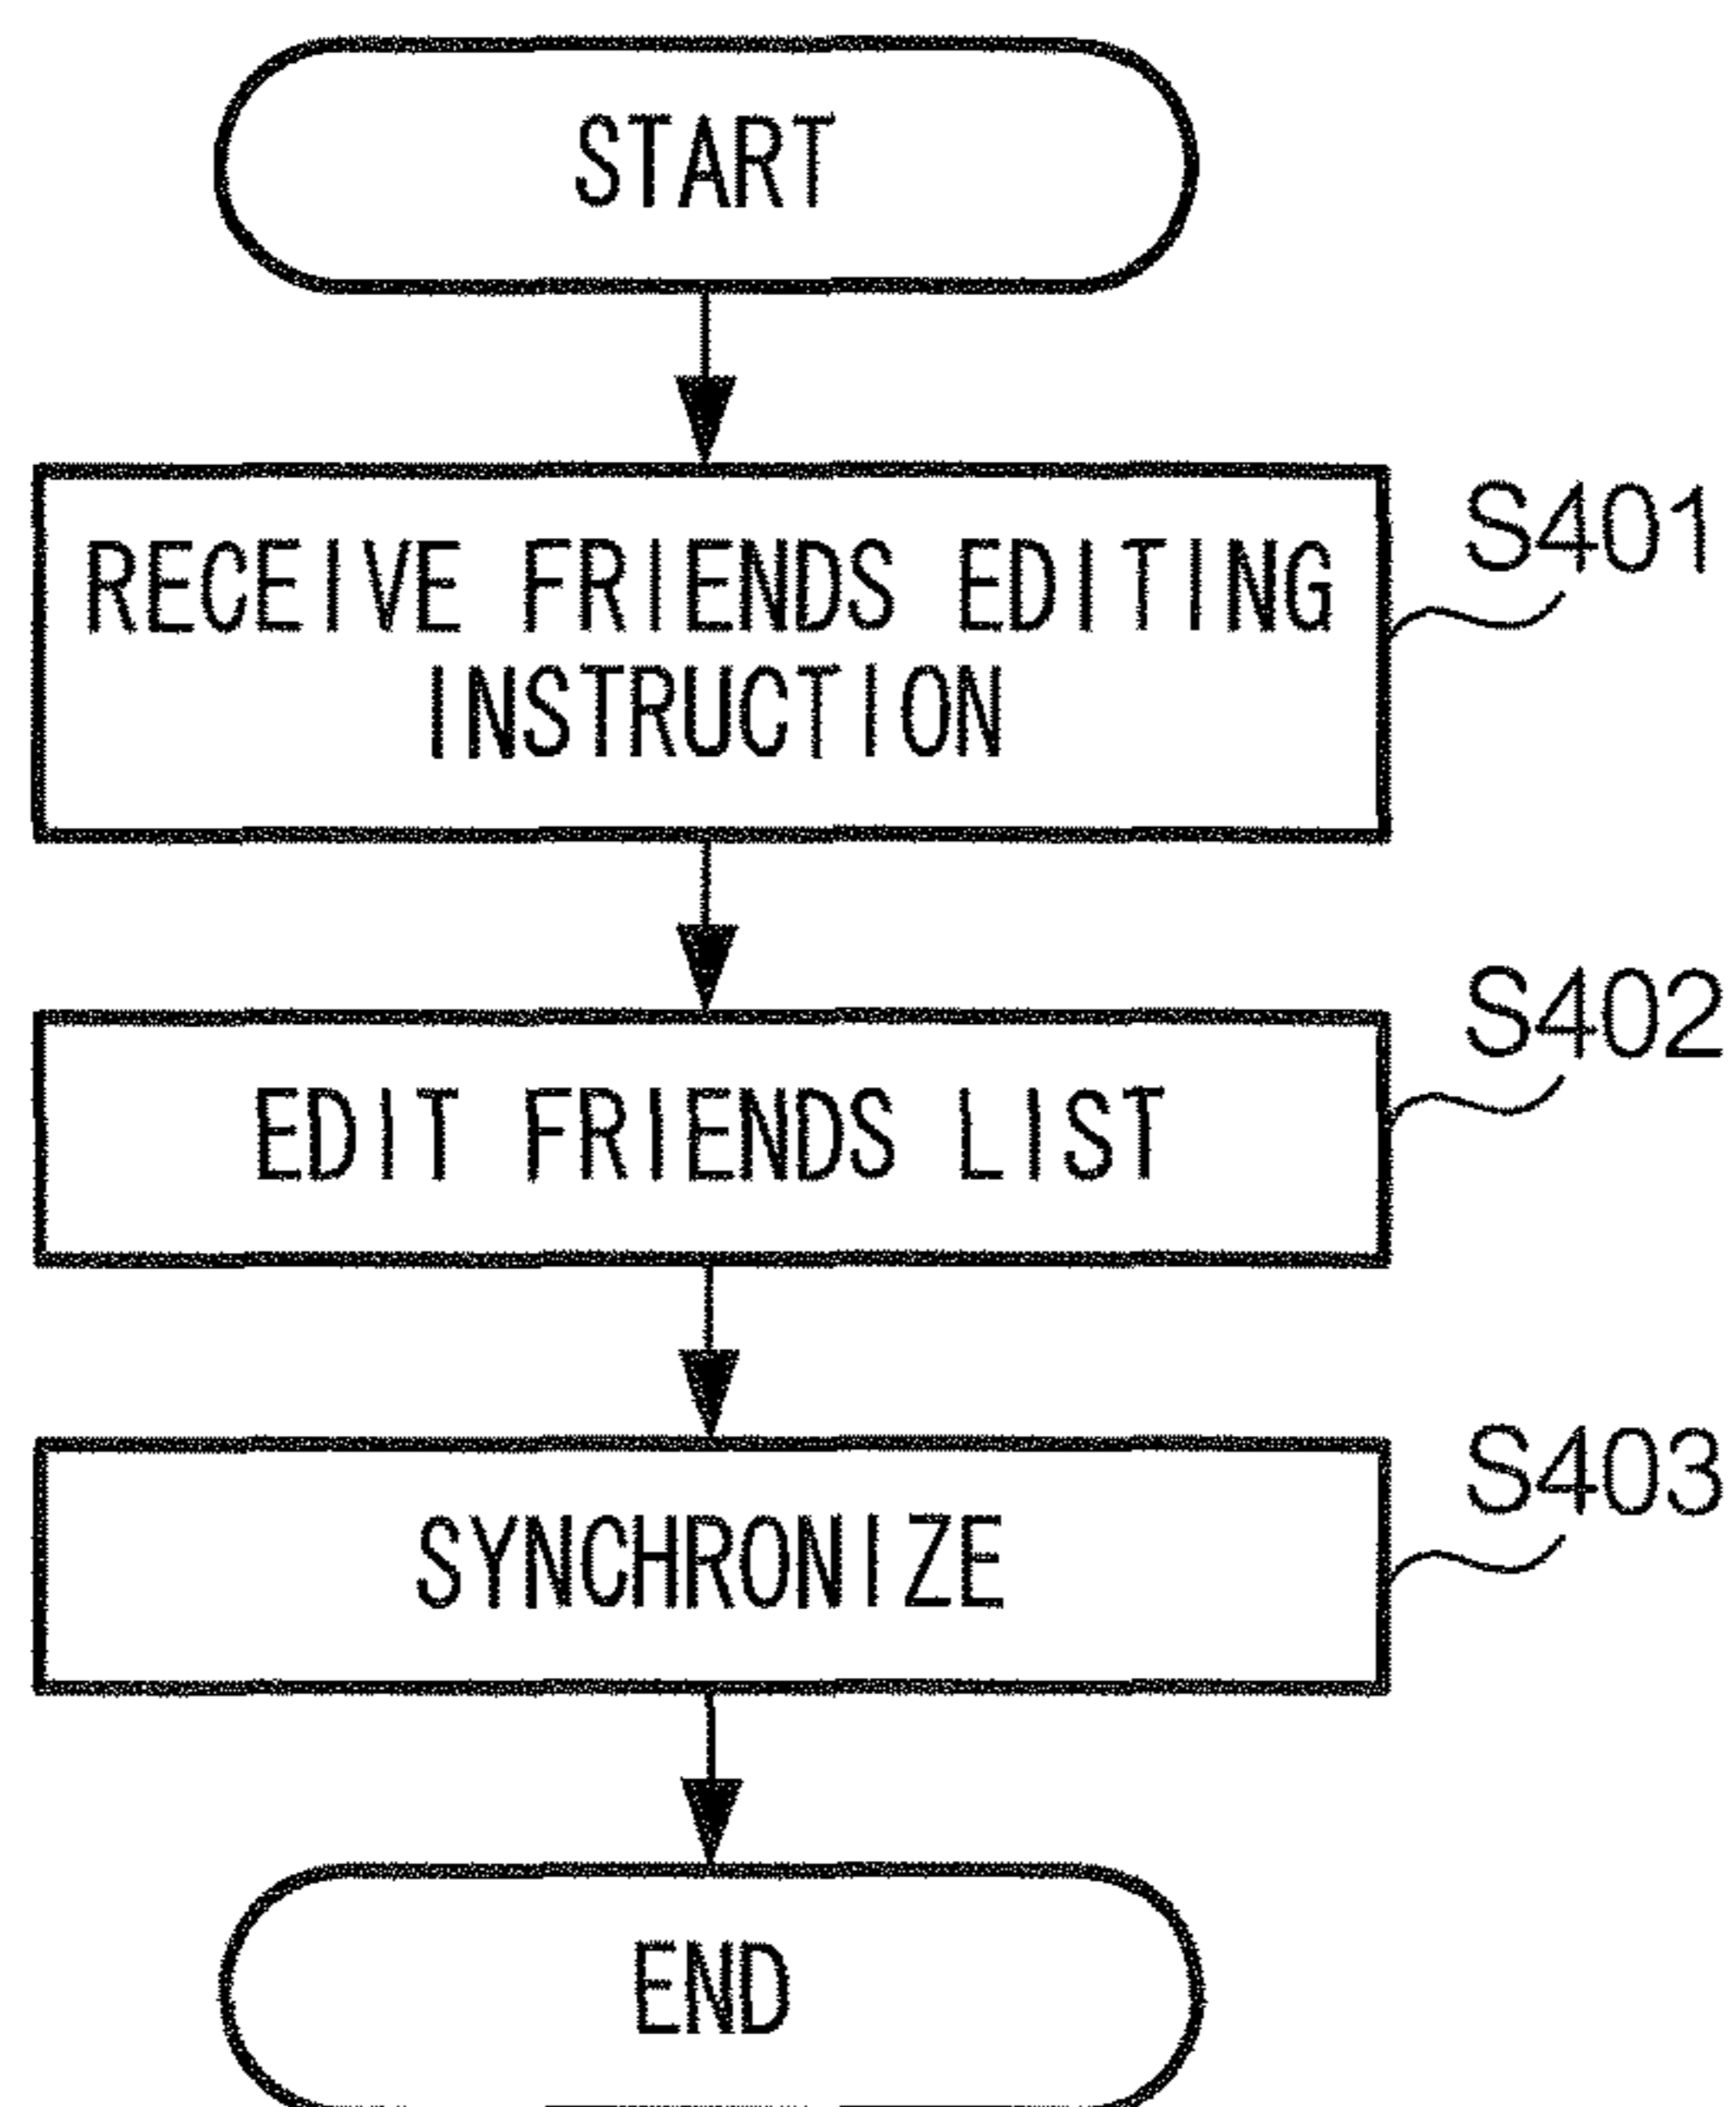 START
RECEIVE FRIENDS EDITING
INSTRUCTION
S401
EDIT FRIENDS LIST
S402
SYNCHRONIZE
S403
END